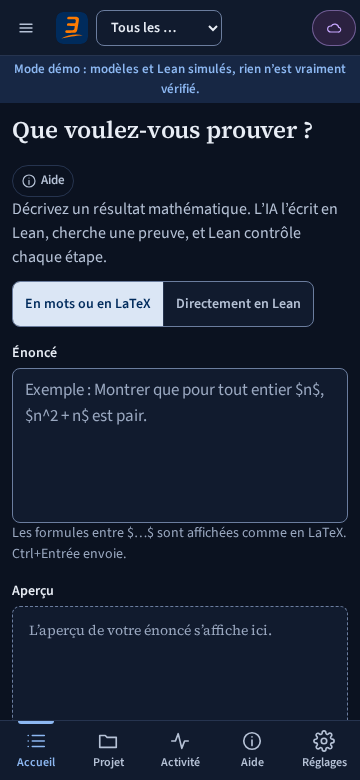 Tous les …
Mode démo : modèles et Lean simulés, rien n’est vraiment
vérifié.
Que voulez-vous prouver ?
Aide
Décrivez un résultat mathématique. L’IA l’écrit en
Lean, cherche une preuve, et Lean contrôle
chaque étape.
En mots ou en LaTeX
Directement en Lean
Énoncé
Exemple : Montrer que pour tout entier $n$,
$n^2 + n$ est pair.
Les formules entre $…$ sont affichées comme en LaTeX.
Ctrl+Entrée envoie.
Aperçu
L’aperçu de votre énoncé s’affiche ici.
Accueil
Projet
Activité
Aide
Réglages